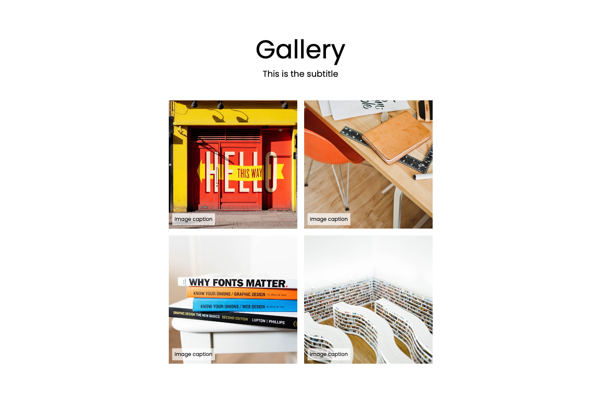 Gallery
This is the subtitle
HELLO
THIS WAY
image caption
image caption
WHY FONTS MATTER
KNOW YOUR ONIONS / GRAPHIC DESIGN
KNOW YOUR ONIONS / WEB DESIGN
GRAPHIC DESIGN THE NEW BASICS SECOND EDITION LUPTON / PHILLIPS
image caption
image caption